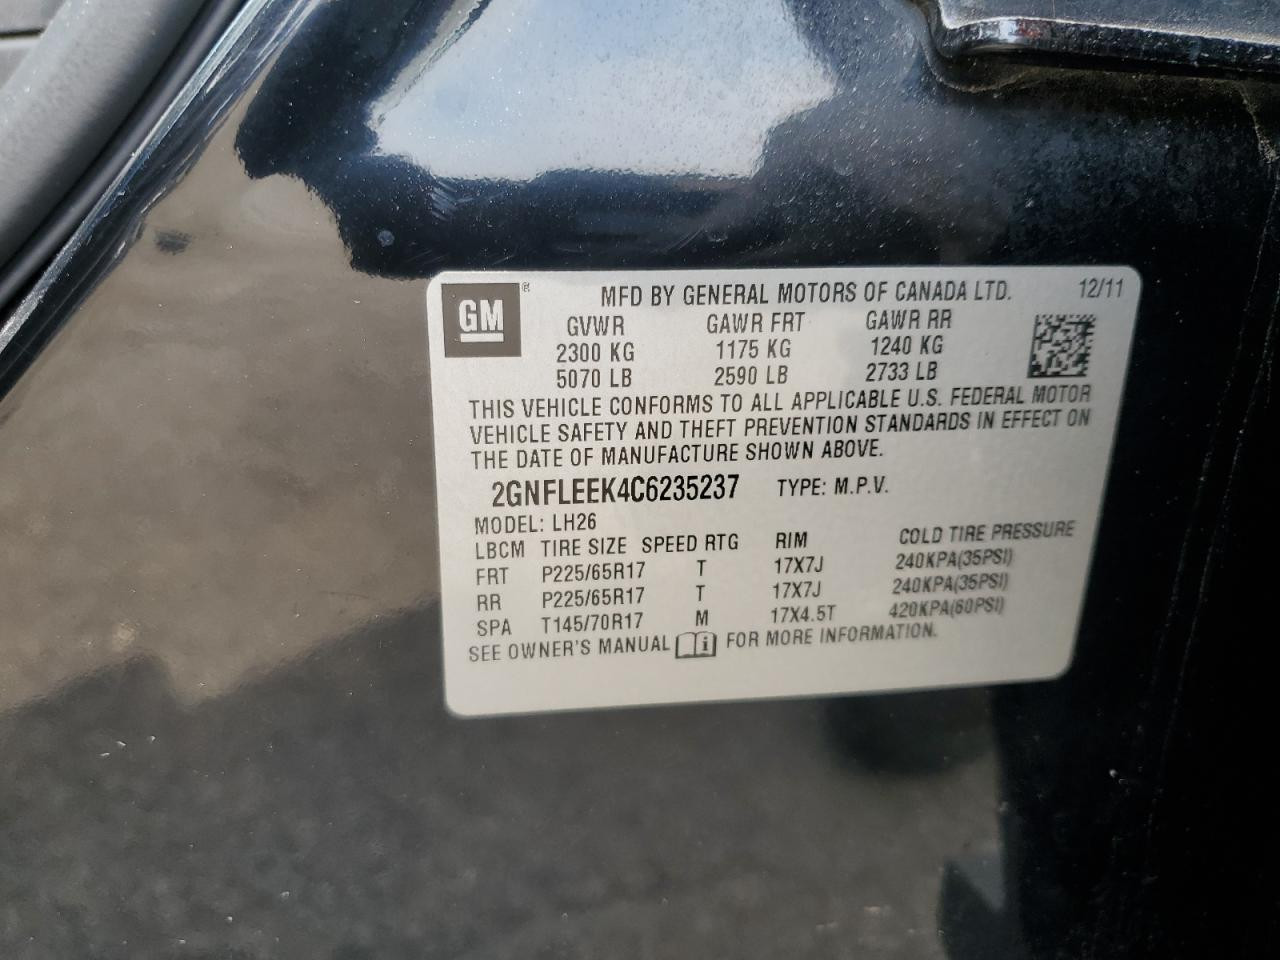 GM ® MFD BY GENERAL MOTORS OF CANADA LTD. 12/11
GVWR GAWR FRT GAWR RR
2300 KG 1175 KG 1240 KG
5070 LB 2590 LB 2733 LB
THIS VEHICLE CONFORMS TO ALL APPLICABLE U.S. FEDERAL MOTOR
VEHICLE SAFETY AND THEFT PREVENTION STANDARDS IN EFFECT ON
THE DATE OF MANUFACTURE SHOWN ABOVE.
2GNFLEEK4C6235237 TYPE: M.P.V.
MODEL: LH26
LBCM TIRE SIZE SPEED RTG RIM COLD TIRE PRESSURE
FRT P225/65R17 T 17X7J 240KPA(35PSI)
RR P225/65R17 T 17X7J 240KPA(35PSI)
SPA T145/70R17 M 17X4.5T 420KPA(60PSI)
SEE OWNER'S MANUAL i FOR MORE INFORMATION.